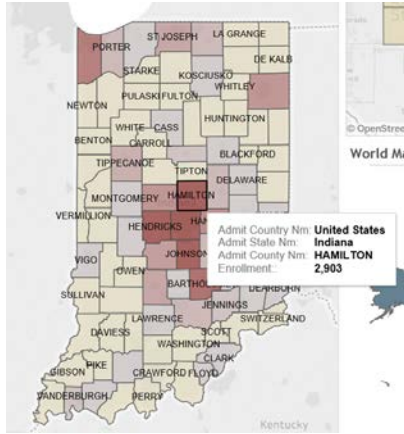 ST JOSEPH
LA GRANGE
PORTER
DE KALB
STARKE
KOSCIUSKO
WHITLEY
PULASKI FULTON
NEWTON
HUNTINGTON
WHITE CASS
BENTON
CARROLL
BLACKFORD
TIPPECANOE
TIPTON
DELAWARE
HAMILTON
MONTGOMERY
VERMILLION
HENDRICKS
HAN
Admit Country Nm: United States
Admit State Nm: Indiana
Admit County Nm: HAMILTON
Enrollment: 2,903
JOHNSON
VIGO
OWEN
BARTHO
DEARBORN
SULLIVAN
JENNINGS
LAWRENCE
SWITZERLAND
DAVIESS
SCOTT
WASHINGTON
CLARK
PIKE
GIBSON
CRAWFORD FLOYD
VANDERBURGH
PERRY
Kentucky
© OpenStree
World Ma